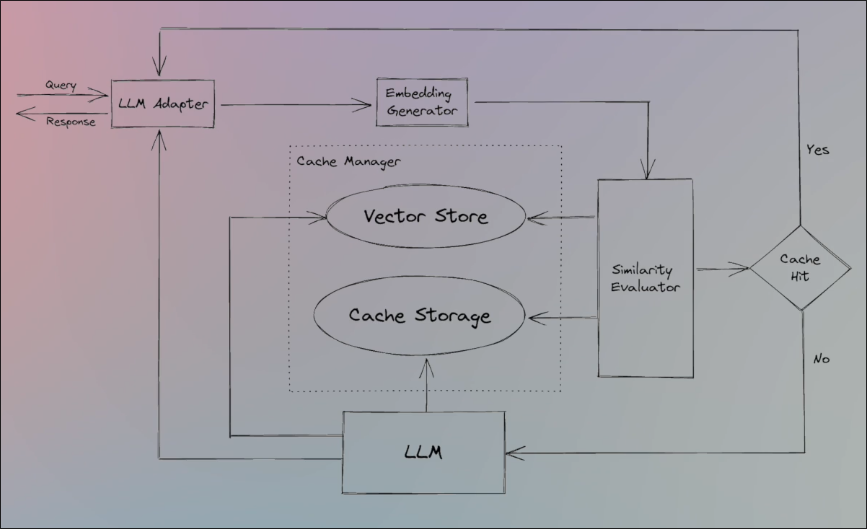 Query
LLM Adapter
Response
Embedding
Generator
Cache Manager
Vector Store
Cache Storage
Similarity
Evaluator
Cache
Hit
Yes
No
LLM